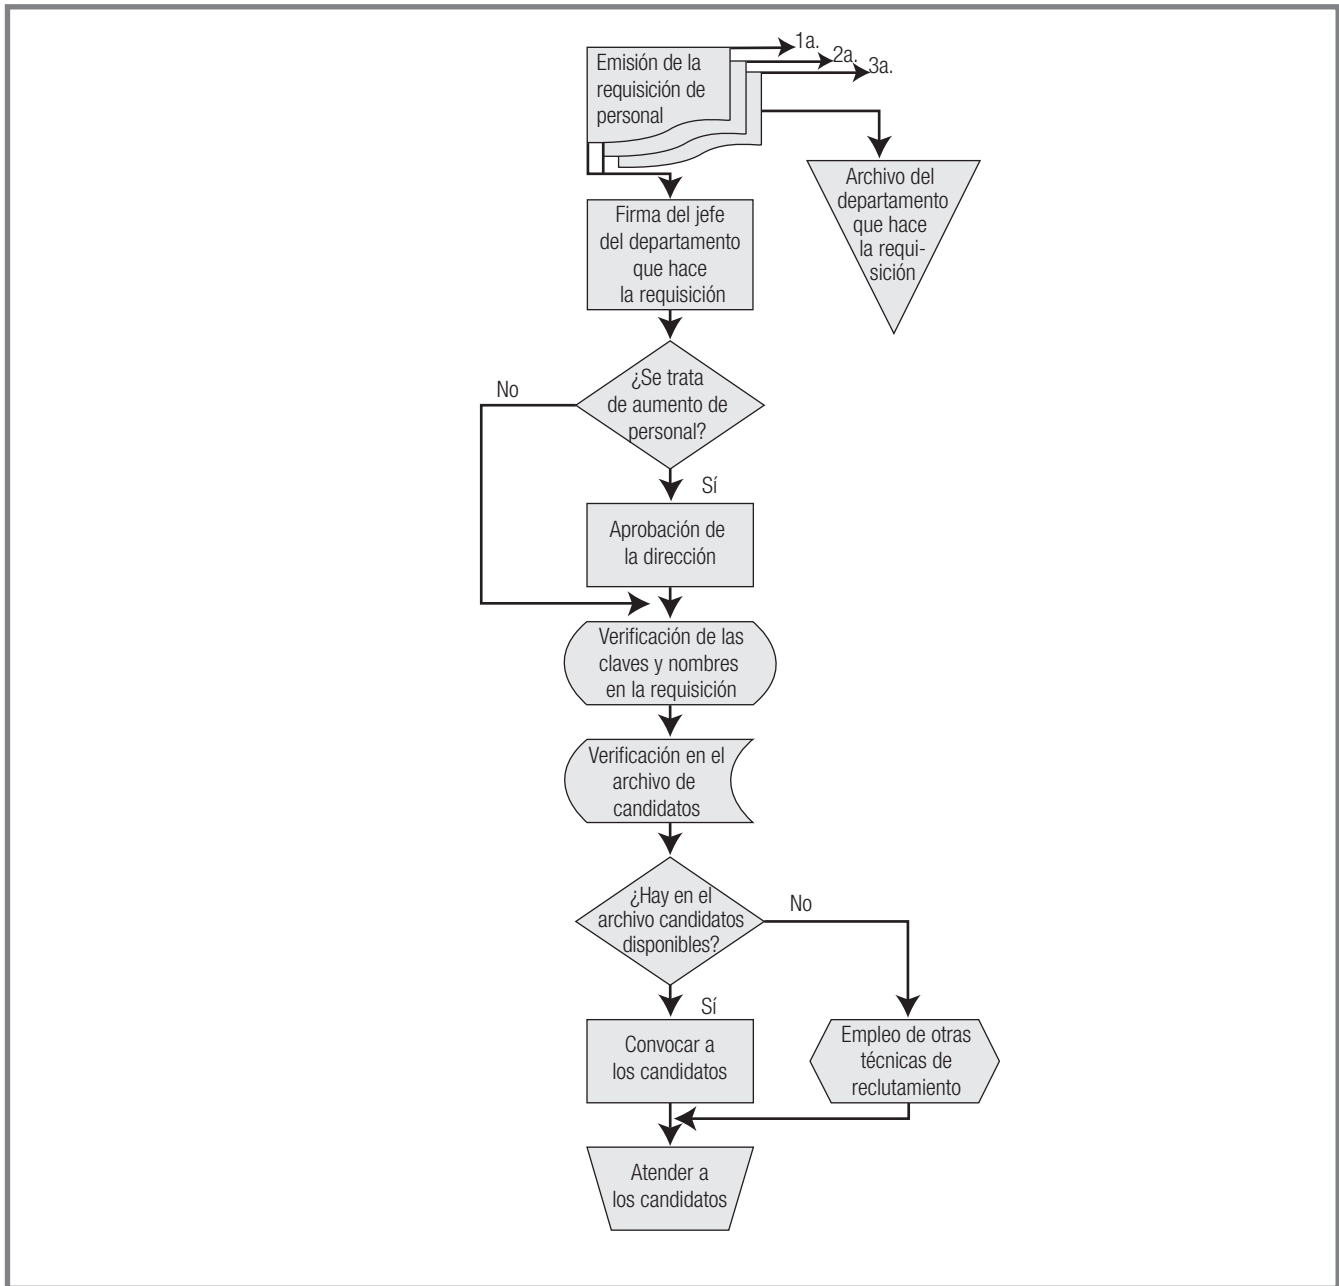 1a.
2a.
3a.
Emisión de la
requisición de
personal
Archivo del
departamento
que hace
la requi-
sición
Firma del jefe
del departamento
que hace
la requisición
¿Se trata
de aumento de
personal?
No
Sí
Aprobación de
la dirección
Verificación de las
claves y nombres
en la requisición
Verificación en el
archivo de
candidatos
¿Hay en el
archivo candidatos
disponibles?
No
Sí
Convocar a
los candidatos
Empleo de otras
técnicas de
reclutamiento
Atender a
los candidatos